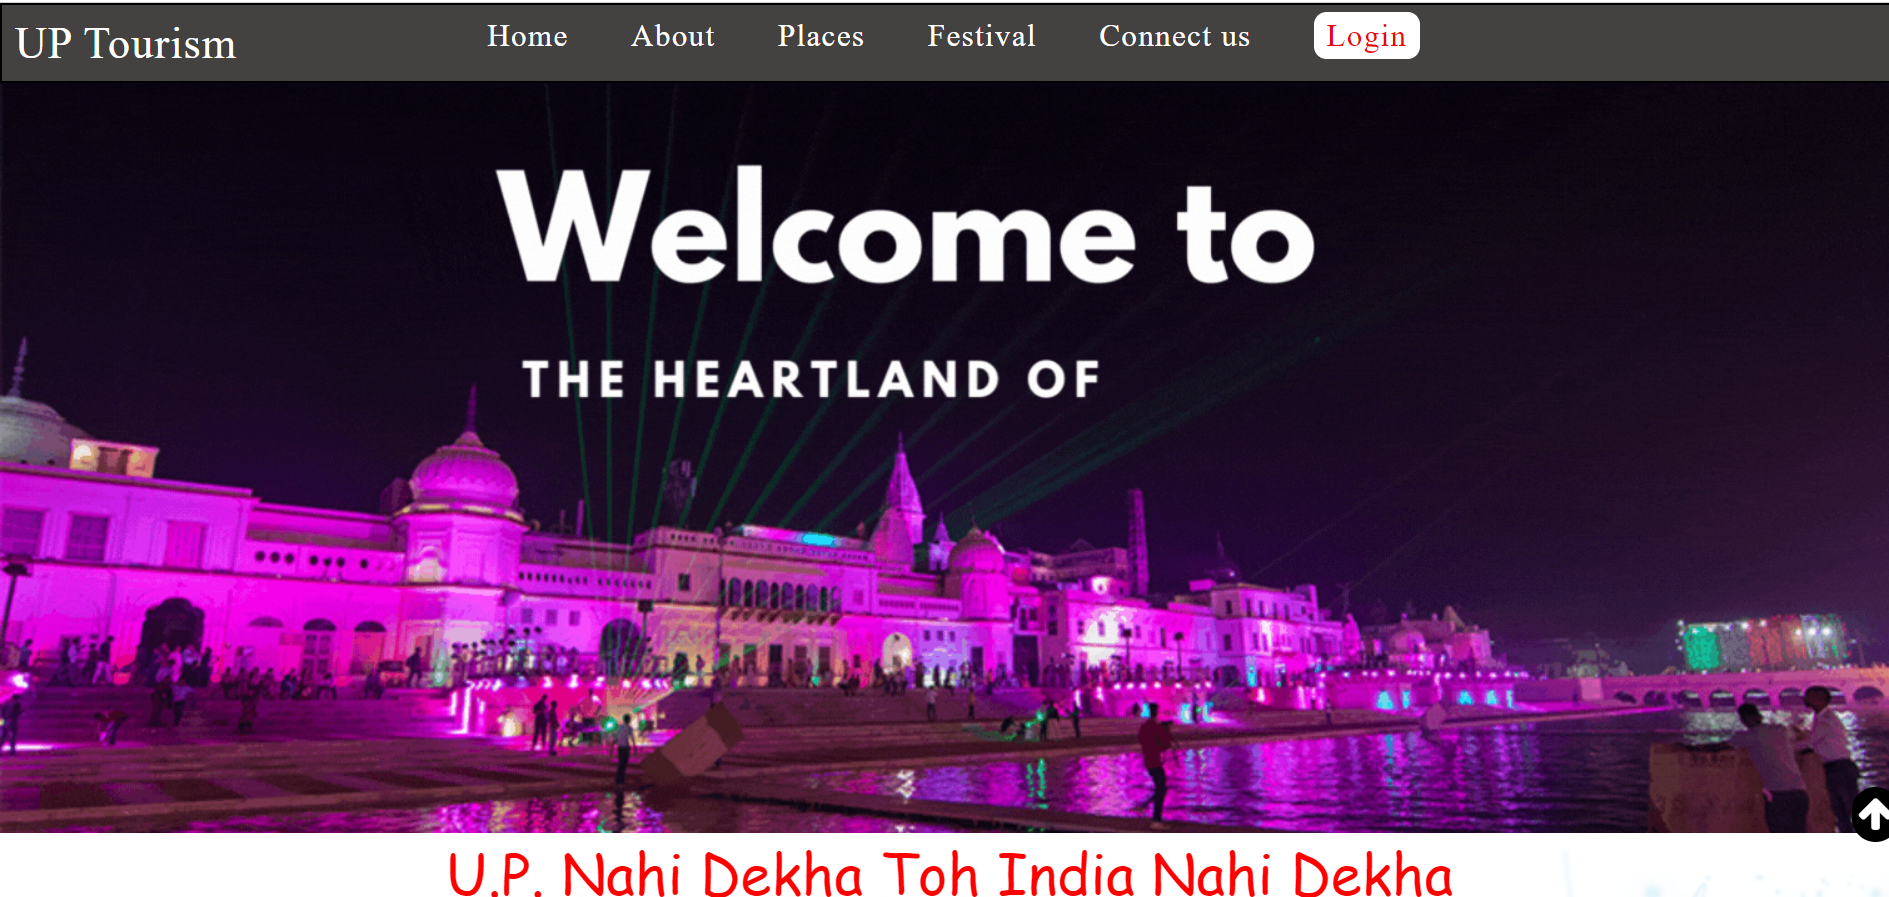 UP Tourism Home About Places Festival Connect us Login
Welcome to
THE HEARTLAND OF
U.P. Nahi Dekha Toh India Nahi Dekha